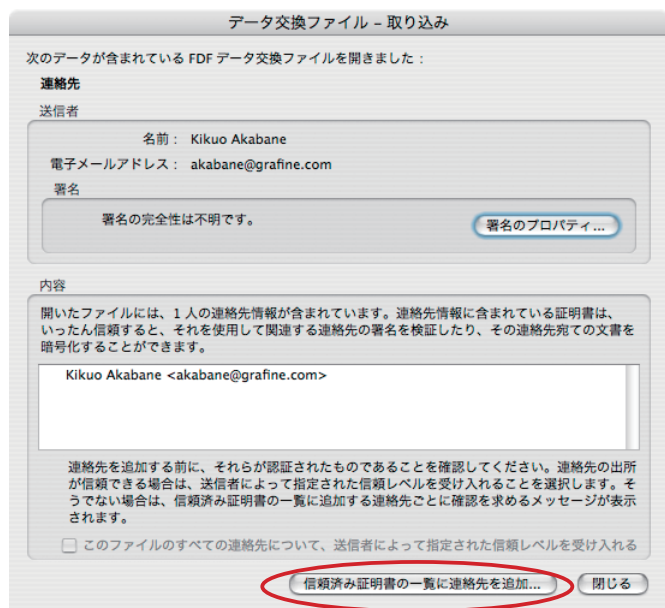 データ交換ファイル – 取り込み
次のデータが含まれている FDF データ交換ファイルを開きました：
連絡先
送信者
名前： Kikuo Akabane
電子メールアドレス： akabane@grafine.com
署名
署名の完全性は不明です。
署名のプロパティ...
内容
開いたファイルには、1 人の連絡先情報が含まれています。連絡先情報に含まれている証明書は、
いったん信頼すると、それを使用して関連する連絡先の署名を検証したり、その連絡先宛ての文書を
暗号化することができます。
Kikuo Akabane <akabane@grafine.com>
連絡先を追加する前に、それらが認証されたものであることを確認してください。連絡先の出所
が信頼できる場合は、送信者によって指定された信頼レベルを受け入れることを選択します。そ
うでない場合は、信頼済み証明書の一覧に追加する連絡先ごとに確認を求めるメッセージが表示
されます。
このファイルのすべての連絡先について、送信者によって指定された信頼レベルを受け入れる
信頼済み証明書の一覧に連絡先を追加... 閉じる